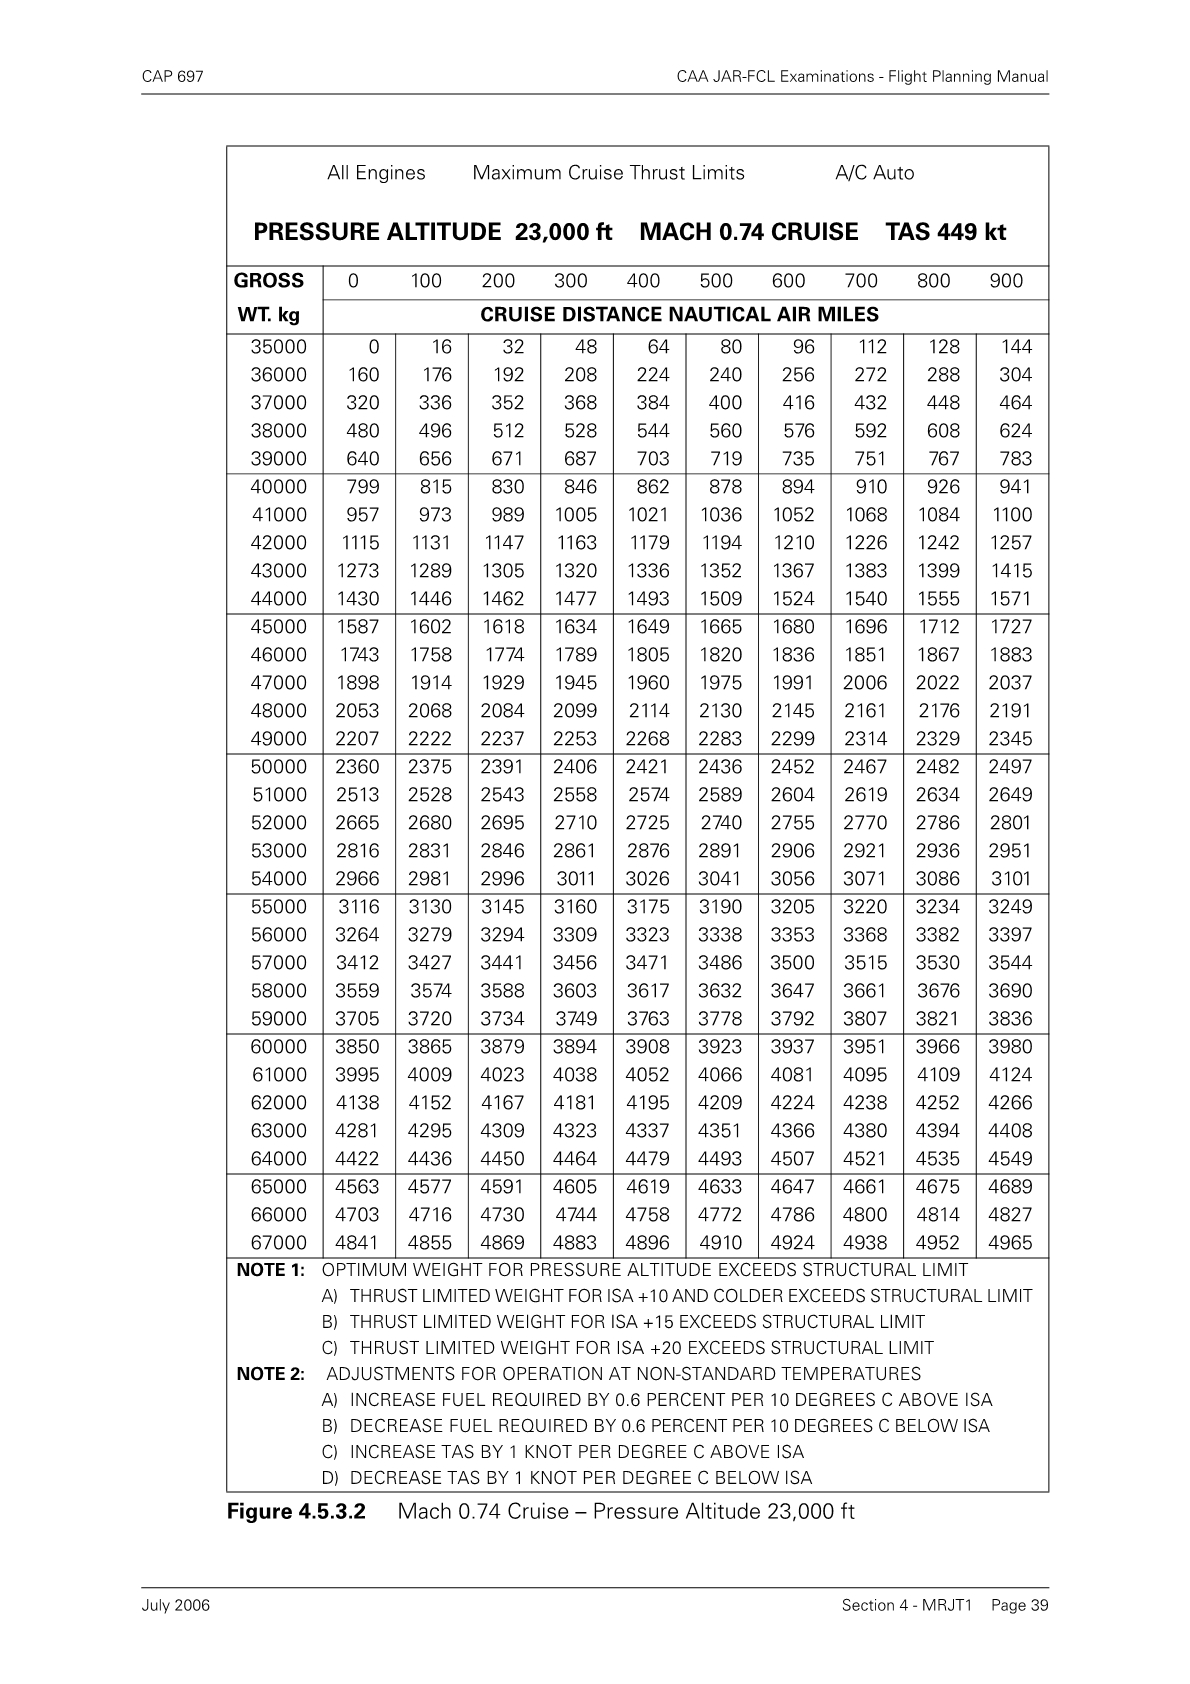 CAP 697 CAA JAR-FCL Examinations - Flight Planning Manual
All Engines Maximum Cruise Thrust Limits A/C Auto
PRESSURE ALTITUDE 23,000 ft MACH 0.74 CRUISE TAS 449 kt
GROSS 0 100 200 300 400 500 600 700 800 900
WT. kg CRUISE DISTANCE NAUTICAL AIR MILES
35000 0 16 32 48 64 80 96 112 128 144
36000 160 176 192 208 224 240 256 272 288 304
37000 320 336 352 368 384 400 416 432 448 464
38000 480 496 512 528 544 560 576 592 608 624
39000 640 656 671 687 703 719 735 751 767 783
40000 799 815 830 846 862 878 894 910 926 941
41000 957 973 989 1005 1021 1036 1052 1068 1084 1100
42000 1115 1131 1147 1163 1179 1194 1210 1226 1242 1257
43000 1273 1289 1305 1320 1336 1352 1367 1383 1399 1415
44000 1430 1446 1462 1477 1493 1509 1524 1540 1555 1571
45000 1587 1602 1618 1634 1649 1665 1680 1696 1712 1727
46000 1743 1758 1774 1789 1805 1820 1836 1851 1867 1883
47000 1898 1914 1929 1945 1960 1975 1991 2006 2022 2037
48000 2053 2068 2084 2099 2114 2130 2145 2161 2176 2191
49000 2207 2222 2237 2253 2268 2283 2299 2314 2329 2345
50000 2360 2375 2391 2406 2421 2436 2452 2467 2482 2497
51000 2513 2528 2543 2558 2574 2589 2604 2619 2634 2649
52000 2665 2680 2695 2710 2725 2740 2755 2770 2786 2801
53000 2816 2831 2846 2861 2876 2891 2906 2921 2936 2951
54000 2966 2981 2996 3011 3026 3041 3056 3071 3086 3101
55000 3116 3130 3145 3160 3175 3190 3205 3220 3234 3249
56000 3264 3279 3294 3309 3323 3338 3353 3368 3382 3397
57000 3412 3427 3441 3456 3471 3486 3500 3515 3530 3544
58000 3559 3574 3588 3603 3617 3632 3647 3661 3676 3690
59000 3705 3720 3734 3749 3763 3778 3792 3807 3821 3836
60000 3850 3865 3879 3894 3908 3923 3937 3951 3966 3980
61000 3995 4009 4023 4038 4052 4066 4081 4095 4109 4124
62000 4138 4152 4167 4181 4195 4209 4224 4238 4252 4266
63000 4281 4295 4309 4323 4337 4351 4366 4380 4394 4408
64000 4422 4436 4450 4464 4479 4493 4507 4521 4535 4549
65000 4563 4577 4591 4605 4619 4633 4647 4661 4675 4689
66000 4703 4716 4730 4744 4758 4772 4786 4800 4814 4827
67000 4841 4855 4869 4883 4896 4910 4924 4938 4952 4965
NOTE 1: OPTIMUM WEIGHT FOR PRESSURE ALTITUDE EXCEEDS STRUCTURAL LIMIT
A) THRUST LIMITED WEIGHT FOR ISA +10 AND COLDER EXCEEDS STRUCTURAL LIMIT
B) THRUST LIMITED WEIGHT FOR ISA +15 EXCEEDS STRUCTURAL LIMIT
C) THRUST LIMITED WEIGHT FOR ISA +20 EXCEEDS STRUCTURAL LIMIT
NOTE 2: ADJUSTMENTS FOR OPERATION AT NON-STANDARD TEMPERATURES
A) INCREASE FUEL REQUIRED BY 0.6 PERCENT PER 10 DEGREES C ABOVE ISA
B) DECREASE FUEL REQUIRED BY 0.6 PERCENT PER 10 DEGREES C BELOW ISA
C) INCREASE TAS BY 1 KNOT PER DEGREE C ABOVE ISA
D) DECREASE TAS BY 1 KNOT PER DEGREE C BELOW ISA
Figure 4.5.3.2 Mach 0.74 Cruise – Pressure Altitude 23,000 ft
July 2006 Section 4 - MRJT1 Page 39